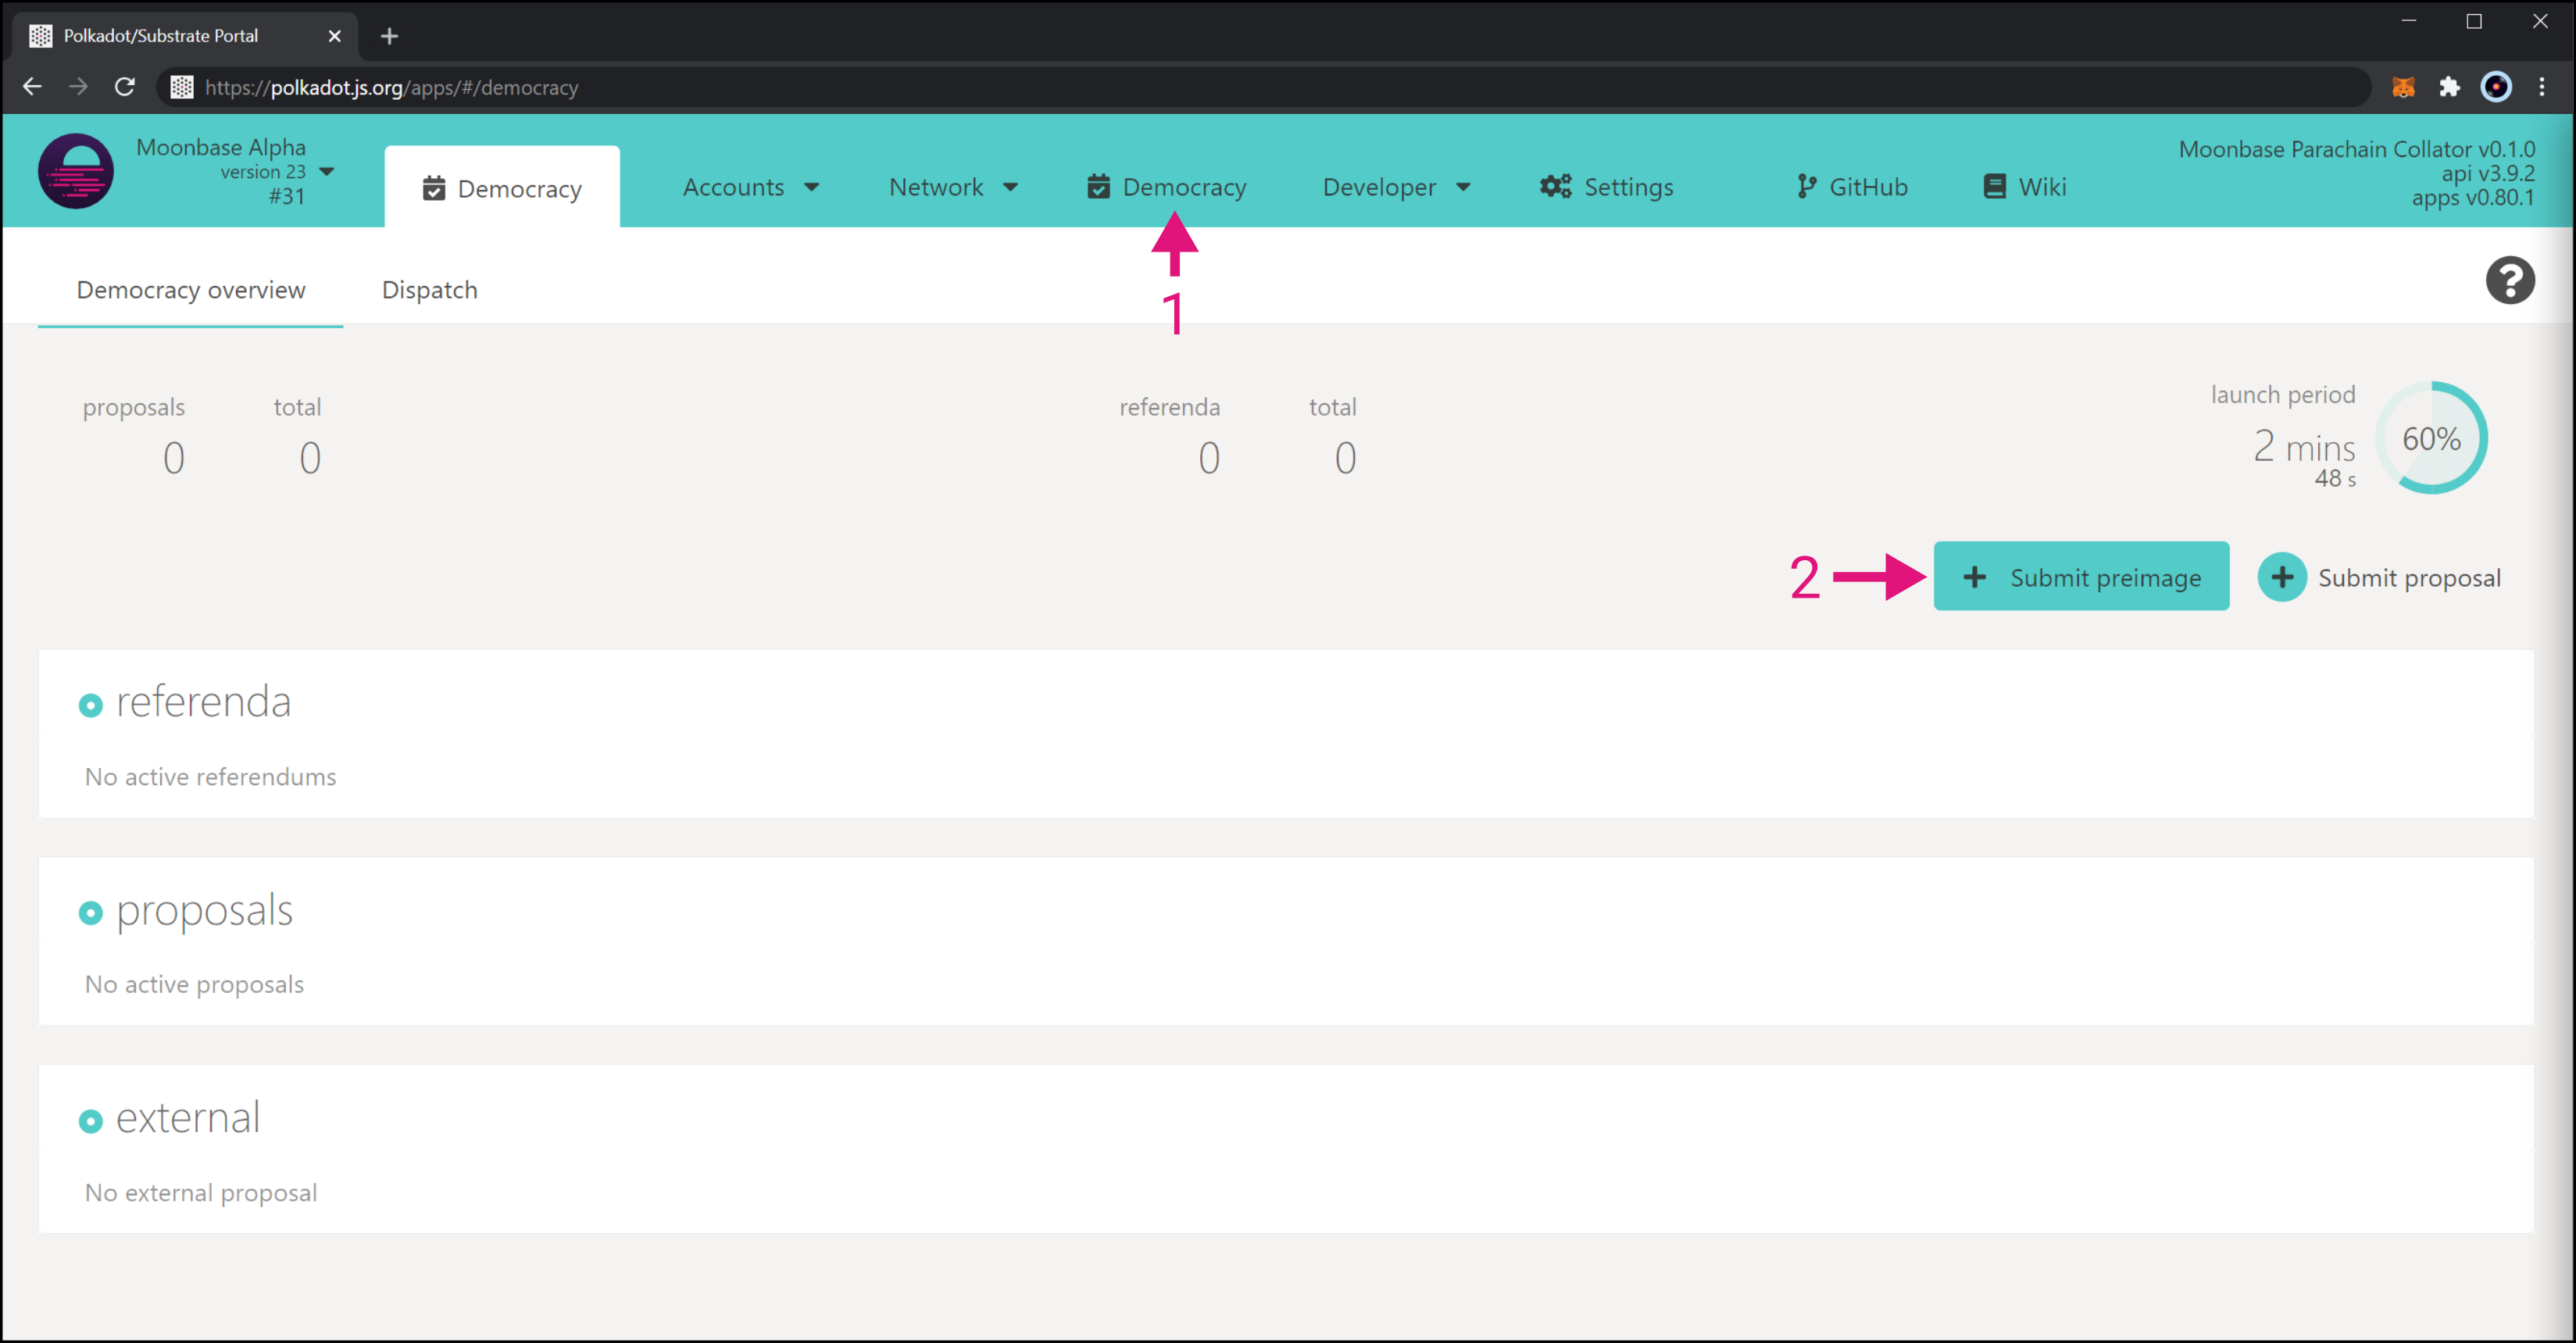 Polkadot/Substrate Portal
https://polkadot.js.org/apps/#/democracy
Moonbase Alpha
version 23
#31
Democracy
Accounts
Network
Democracy
Developer
Settings
GitHub
Wiki
Moonbase Parachain Collator v0.1.0
api v3.9.2
apps v0.80.1
Democracy overview
Dispatch
1
proposals
0
total
0
referenda
0
total
0
launch period
2 mins
48 s
60%
2
Submit preimage
Submit proposal
referenda
No active referendums
proposals
No active proposals
external
No external proposal